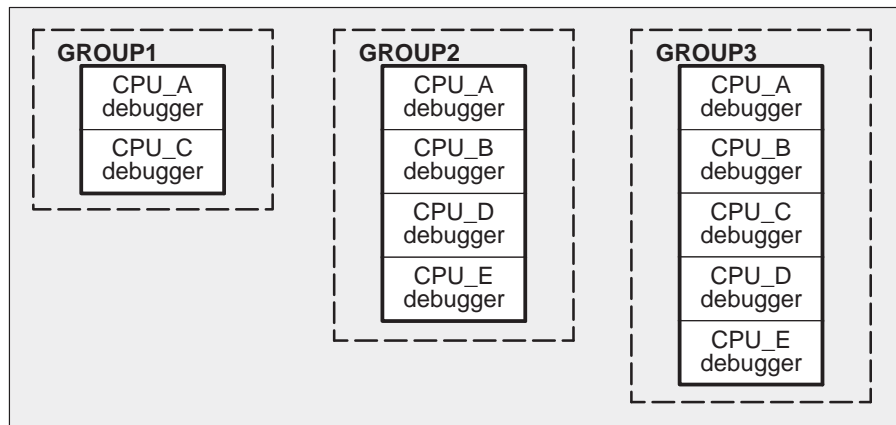 GROUP1
CPU_A
debugger
CPU_C
debugger
GROUP2
CPU_A
debugger
CPU_B
debugger
CPU_D
debugger
CPU_E
debugger
GROUP3
CPU_A
debugger
CPU_B
debugger
CPU_C
debugger
CPU_D
debugger
CPU_E
debugger